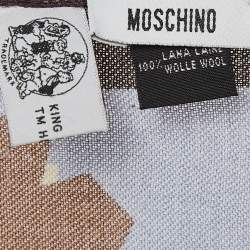 MOSCHINO
LANA LAINE
100% WOLLE WOOL
TRADEMARK
KING
TM H